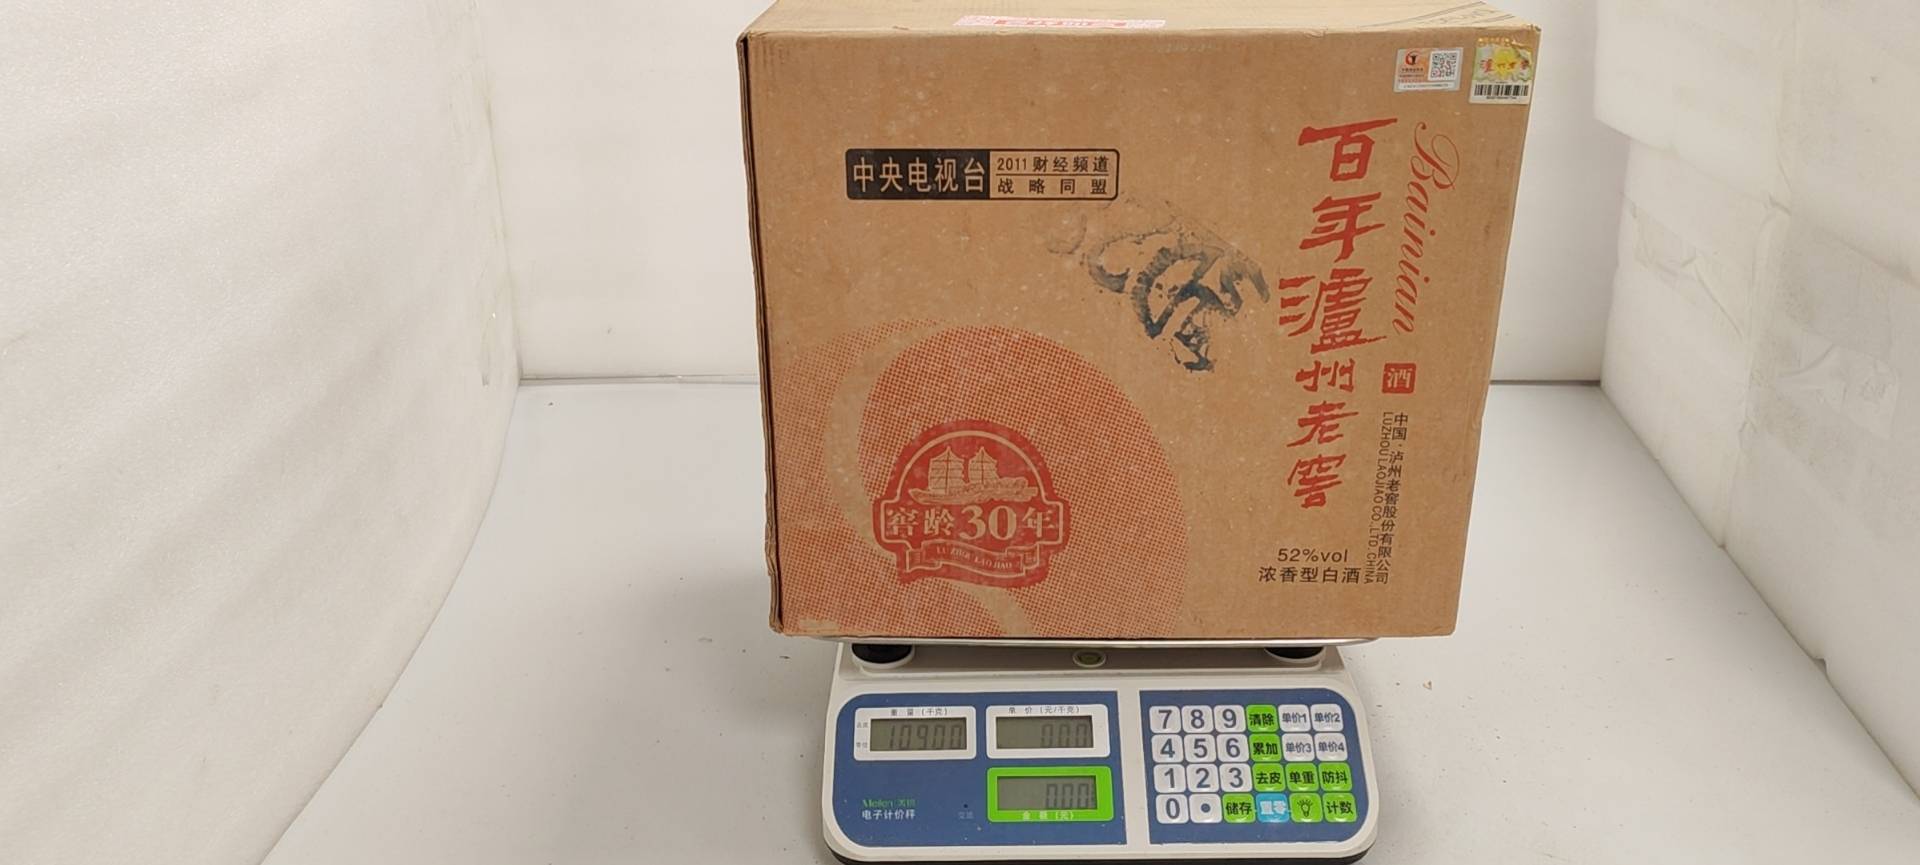 中央电视台
2011财经频道
战略同盟
百年泸州老窖
Bainian
酒
中国·泸州老窖股份有限公司
LUZHOU LAOJIAO CO.,LTD.CHINA
窖龄30年
LU ZHOU LAO JIAO
52%vol
浓香型白酒
重量(千克)
单价(元/千克)
10.900
0.00
0.00
金额(元)
Meilen
电子计价秤
7 8 9 清除 单价1 单价2
4 5 6 累加 单价3 单价4
1 2 3 去皮 单重 防抖
0 储存 置零 计数